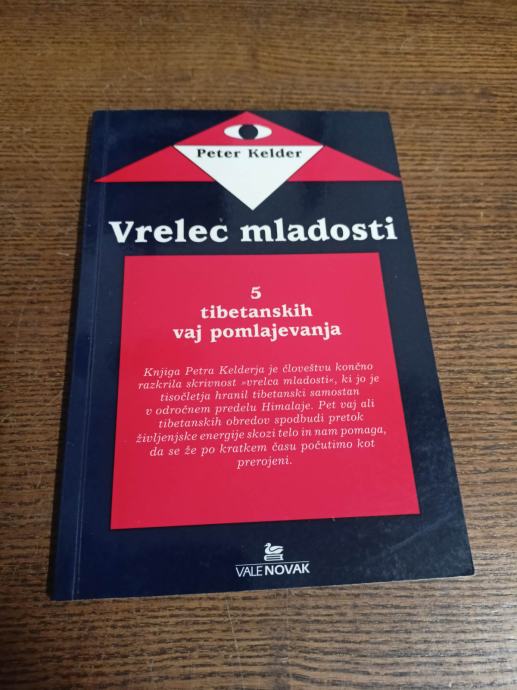 Peter Kelder
Vrelec mladosti
5
tibetanskih
vaj pomlajevanja
Knjiga Petra Kelderja je človeštvu končno
razkrila skrivnost »vrelca mladosti«, ki jo je
tisočletja hranil tibetanski samostan
v odročnem predelu Himalaje. Pet vaj ali
tibetanskih obredov spodbudi pretok
življenjske energije skozi telo in nam pomaga,
da se že po kratkem času počutimo kot
prerojeni.
VALE NOVAK